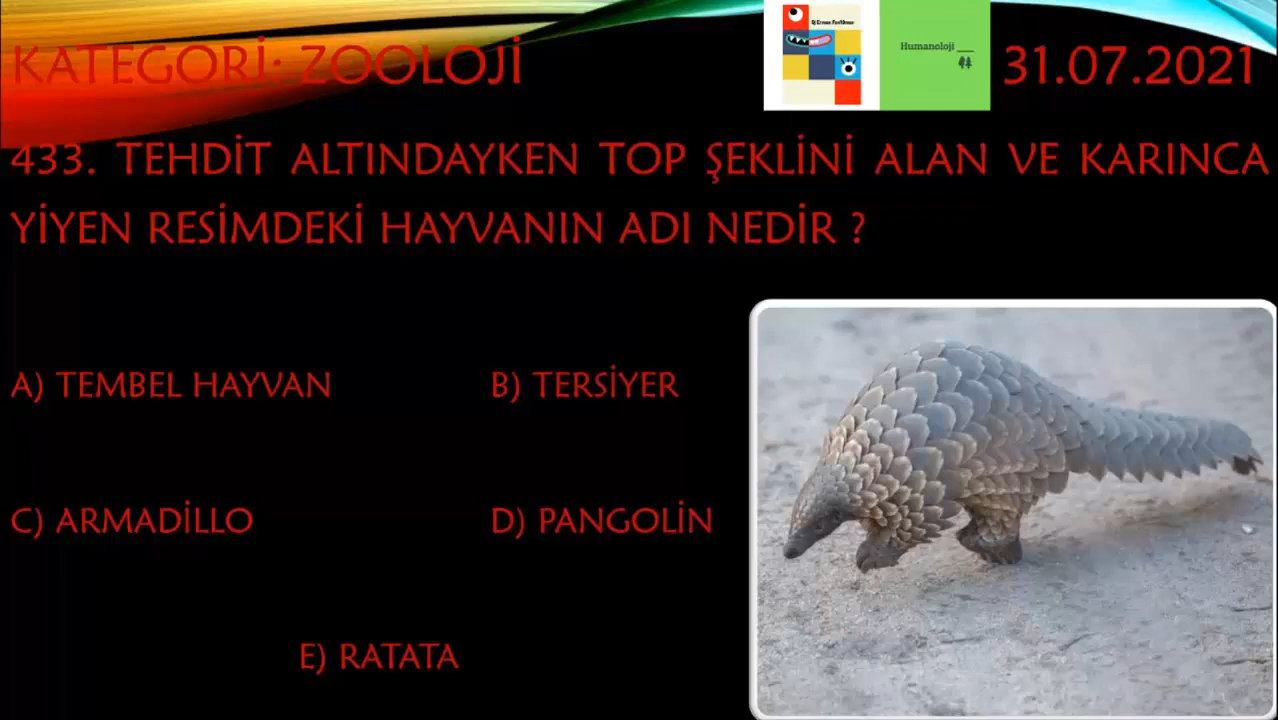 KATEGORİ: ZOOLOJİ
Humanoloji
31.07.2021
433. TEHDİT ALTINDAYKEN TOP ŞEKLİNİ ALAN VE KARINCA
YİYEN RESİMDEKİ HAYVANIN ADI NEDİR ?
A) TEMBEL HAYVAN
B) TERSİYER
C) ARMADİLLO
D) PANGOLİN
E) RATATA